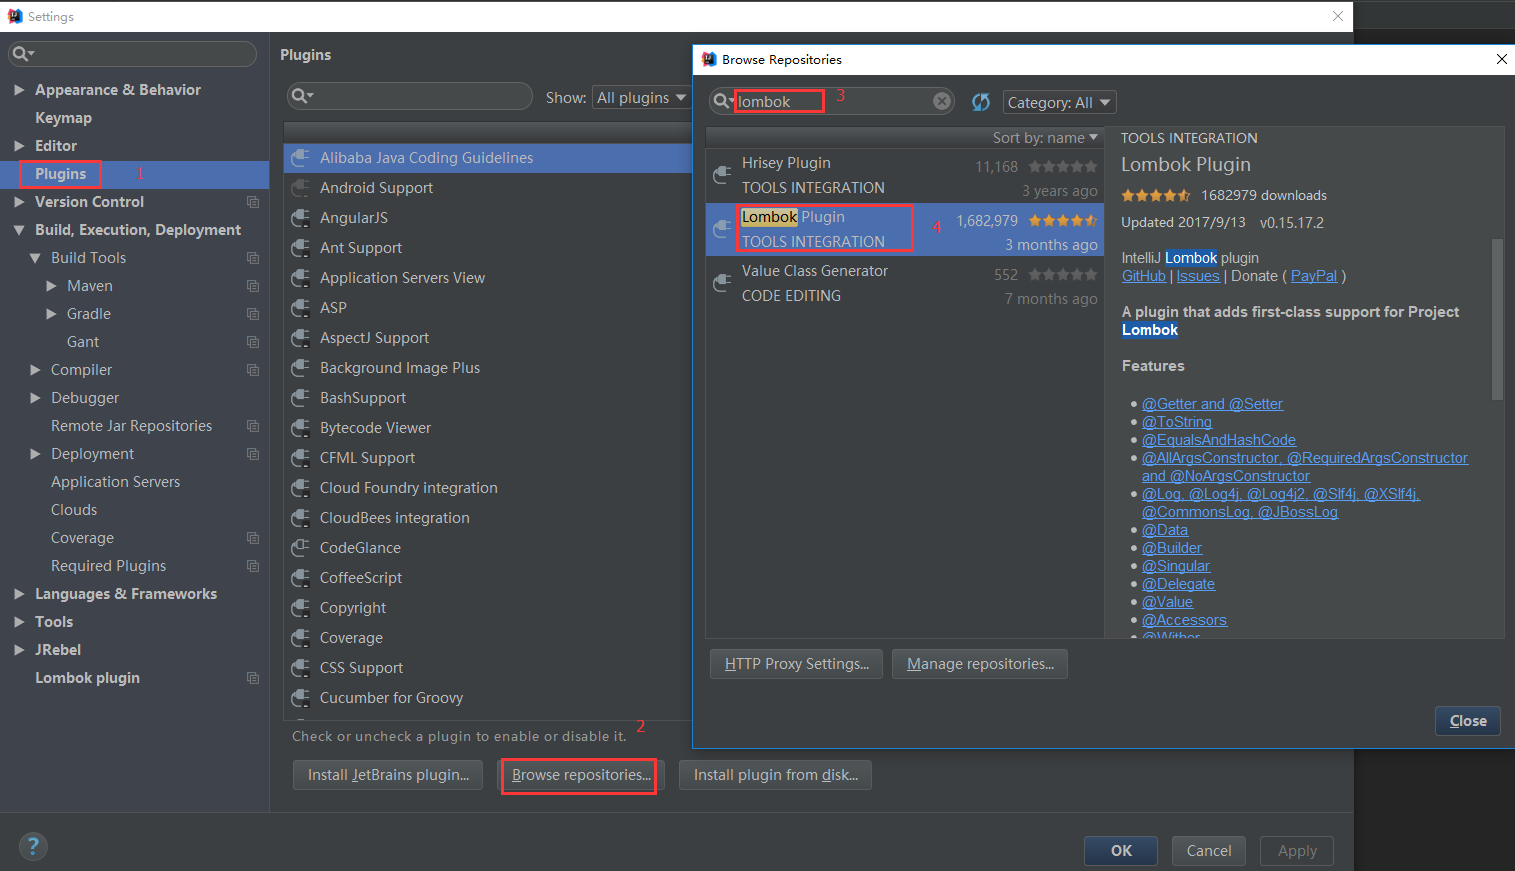 Settings
Appearance & Behavior
Keymap
Editor
Plugins
1
Version Control
Build, Execution, Deployment
Build Tools
Maven
Gradle
Gant
Compiler
Debugger
Remote Jar Repositories
Deployment
Application Servers
Clouds
Coverage
Required Plugins
Languages & Frameworks
Tools
JRebel
Lombok plugin
Plugins
Show: All plugins
Alibaba Java Coding Guidelines
Android Support
AngularJS
Ant Support
Application Servers View
ASP
AspectJ Support
Background Image Plus
BashSupport
Bytecode Viewer
CFML Support
Cloud Foundry integration
CloudBees integration
CodeGlance
CoffeeScript
Copyright
Coverage
CSS Support
Cucumber for Groovy
Check or uncheck a plugin to enable or disable it.
2
Install JetBrains plugin...
Browse repositories...
Install plugin from disk...
Browse Repositories
lombok
3
Category: All
Sort by: name
Hrisey Plugin
11,168
TOOLS INTEGRATION
3 years ago
Lombok Plugin
4
1,682,979
TOOLS INTEGRATION
3 months ago
Value Class Generator
552
CODE EDITING
7 months ago
TOOLS INTEGRATION
Lombok Plugin
1682979 downloads
Updated 2017/9/13 v0.15.17.2
IntelliJ Lombok plugin
GitHub | Issues | Donate ( PayPal )
A plugin that adds first-class support for Project
Lombok
Features
@Getter and @Setter
@ToString
@EqualsAndHashCode
@AllArgsConstructor, @RequiredArgsConstructor
and @NoArgsConstructor
@Log, @Log4j, @Log4j2, @Slf4j, @XSlf4j,
@CommonsLog, @JBossLog
@Data
@Builder
@Singular
@Delegate
@Value
@Accessors
@Wither
HTTP Proxy Settings...
Manage repositories...
Close
?
OK
Cancel
Apply